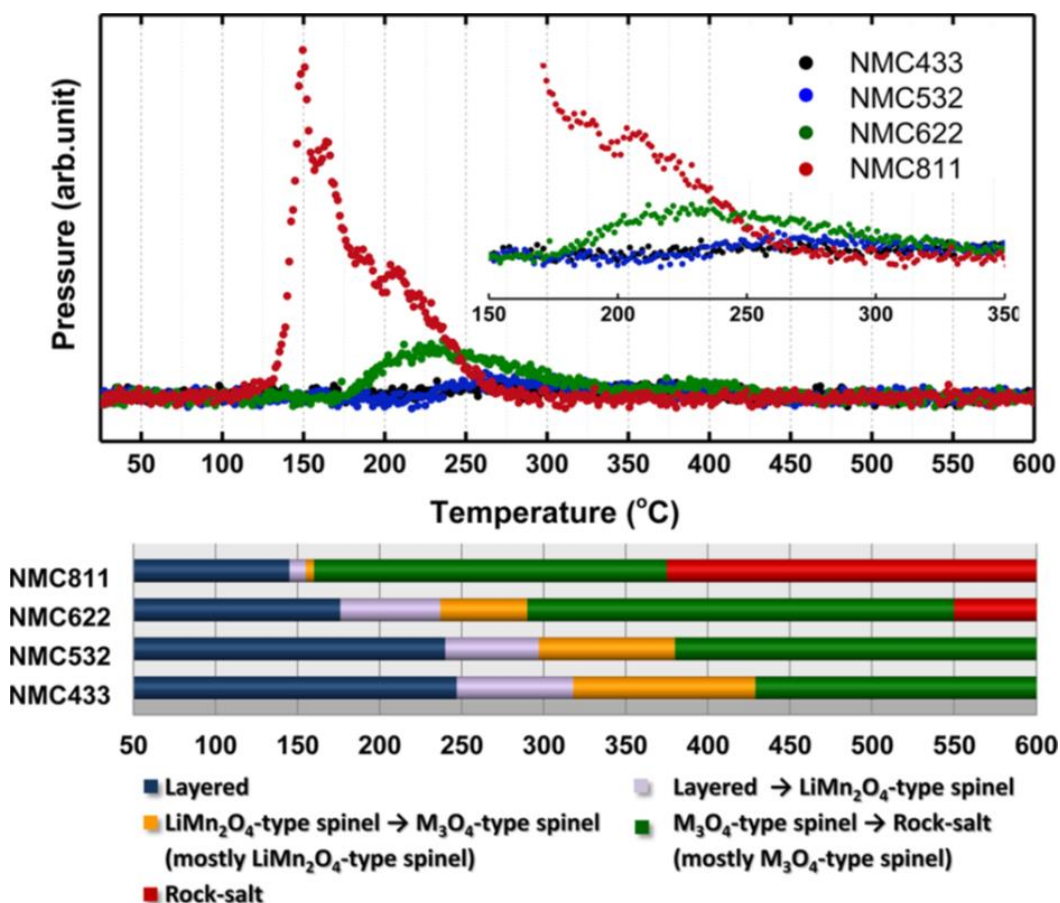 Pressure (arb.unit)
NMC433
NMC532
NMC622
NMC811
150 200 250 300 350
50 100 150 200 250 300 350 400 450 500 550 600
Temperature (°C)
NMC811
NMC622
NMC532
NMC433
50 100 150 200 250 300 350 400 450 500 550 600
Layered
Layered → LiMn₂O₄-type spinel
LiMn₂O₄-type spinel → M₃O₄-type spinel
(mostly LiMn₂O₄-type spinel)
M₃O₄-type spinel → Rock-salt
(mostly M₃O₄-type spinel)
Rock-salt